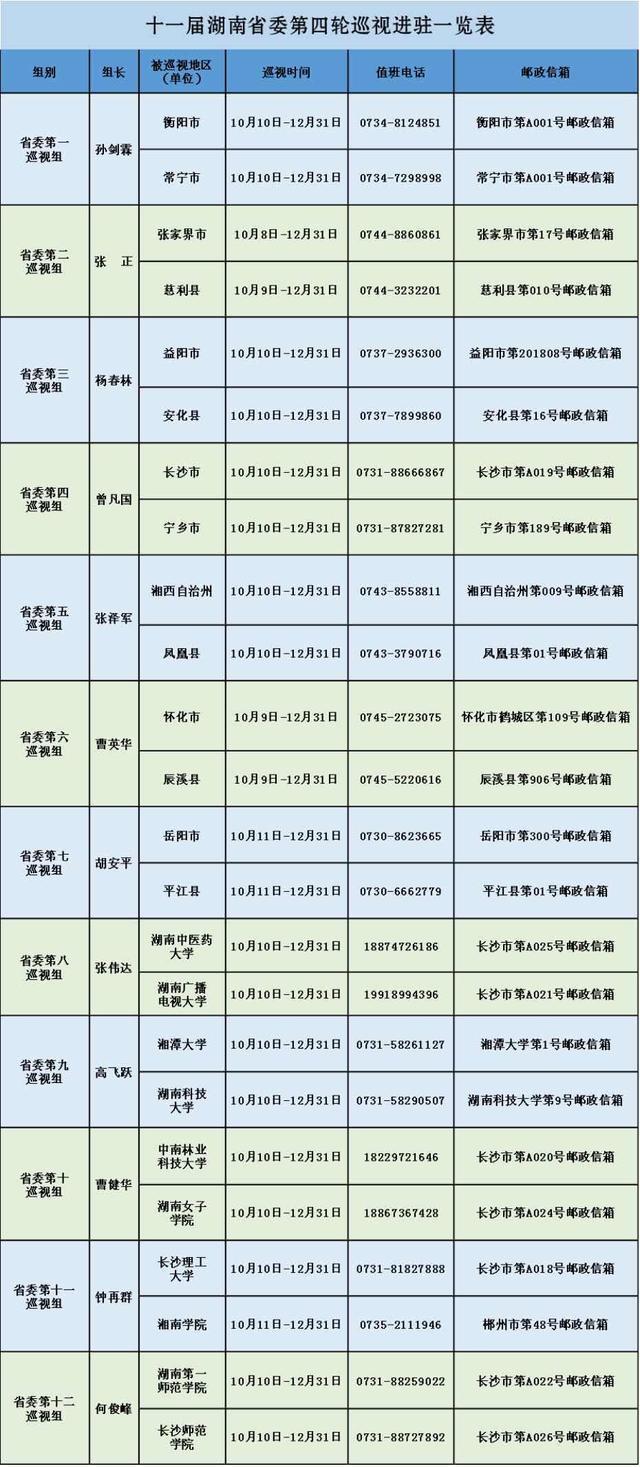 十一届湖南省委第四轮巡视进驻一览表
组别 组长 被巡视地区（单位） 巡视时间 值班电话 邮政信箱
省委第一巡视组 孙剑霖 衡阳市 10月10日-12月31日 0734-8124851 衡阳市第A001号邮政信箱
常宁市 10月10日-12月31日 0734-7298998 常宁市第A001号邮政信箱
省委第二巡视组 张 正 张家界市 10月8日-12月31日 0744-8860861 张家界市第17号邮政信箱
慈利县 10月9日-12月31日 0744-3232201 慈利县第010号邮政信箱
省委第三巡视组 杨春林 益阳市 10月10日-12月31日 0737-2936300 益阳市第201808号邮政信箱
安化县 10月10日-12月31日 0737-7899860 安化县第16号邮政信箱
省委第四巡视组 曾凡国 长沙市 10月10日-12月31日 0731-88666867 长沙市第A019号邮政信箱
宁乡市 10月10日-12月31日 0731-87827281 宁乡市第189号邮政信箱
省委第五巡视组 张泽军 湘西自治州 10月10日-12月31日 0743-8558811 湘西自治州第009号邮政信箱
凤凰县 10月10日-12月31日 0743-3790716 凤凰县第01号邮政信箱
省委第六巡视组 曹英华 怀化市 10月9日-12月31日 0745-2723075 怀化市鹤城区第109号邮政信箱
辰溪县 10月9日-12月31日 0745-5220616 辰溪县第906号邮政信箱
省委第七巡视组 胡安平 岳阳市 10月11日-12月31日 0730-8623665 岳阳市第300号邮政信箱
平江县 10月11日-12月31日 0730-6662779 平江县第01号邮政信箱
省委第八巡视组 张伟达 湖南中医药大学 10月10日-12月31日 18874726186 长沙市第A025号邮政信箱
湖南广播电视大学 10月10日-12月31日 19918994396 长沙市第A021号邮政信箱
省委第九巡视组 高飞跃 湘潭大学 10月10日-12月31日 0731-58261127 湘潭大学第1号邮政信箱
湖南科技大学 10月10日-12月31日 0731-58290507 湖南科技大学第9号邮政信箱
省委第十巡视组 曹健华 中南林业科技大学 10月10日-12月31日 18229721646 长沙市第A020号邮政信箱
湖南女子学院 10月10日-12月31日 18867367428 长沙市第A024号邮政信箱
省委第十一巡视组 钟再群 长沙理工大学 10月10日-12月31日 0731-81827888 长沙市第A018号邮政信箱
湘南学院 10月11日-12月31日 0735-2111946 郴州市第48号邮政信箱
省委第十二巡视组 何俊峰 湖南第一师范学院 10月10日-12月31日 0731-88259022 长沙市第A022号邮政信箱
长沙师范学院 10月10日-12月31日 0731-88727892 长沙市第A026号邮政信箱